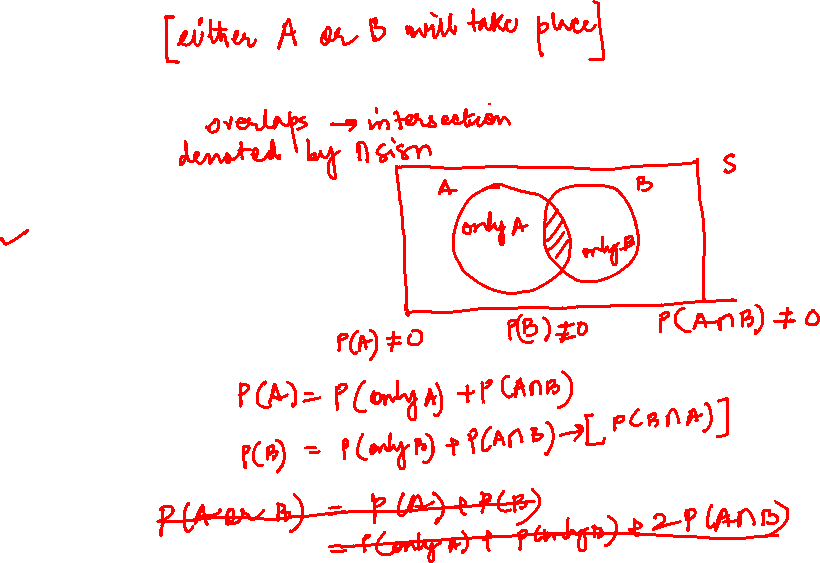 [either A or B will take place]
overlaps → intersection
denoted by ∩ sign
S
A B
only A only B
P(A) ≠ 0 P(B) ≠ 0 P(A∩B) ≠ 0
P(A) = P(only A) + P(A∩B)
P(B) = P(only B) + P(A∩B) → [P(B∩A)]
P(A or B) = P(A) + P(B)
= P(only A) + P(only B) + 2 P(A∩B)